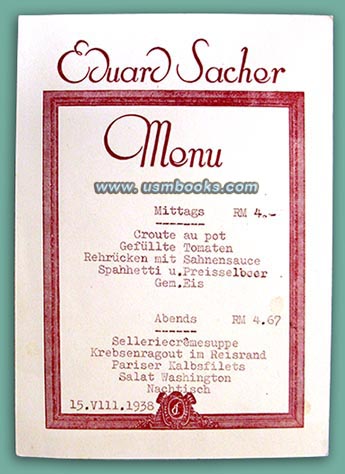 Eduard Sacher
Menu
www. usmbooks.com
Mittags RM 4.-
Croute au pot
Gefüllte Tomaten
Rehrücken mit Sahnensauce
Spahhetti u.Preisselbeer
Gem.Eis
Abends RM 4.67
Selleriecrêmesuppe
Krebsenragout im Reisrand
Pariser Kalbsfilets
Salat Washington
Nachtisch
15.VIII.1938